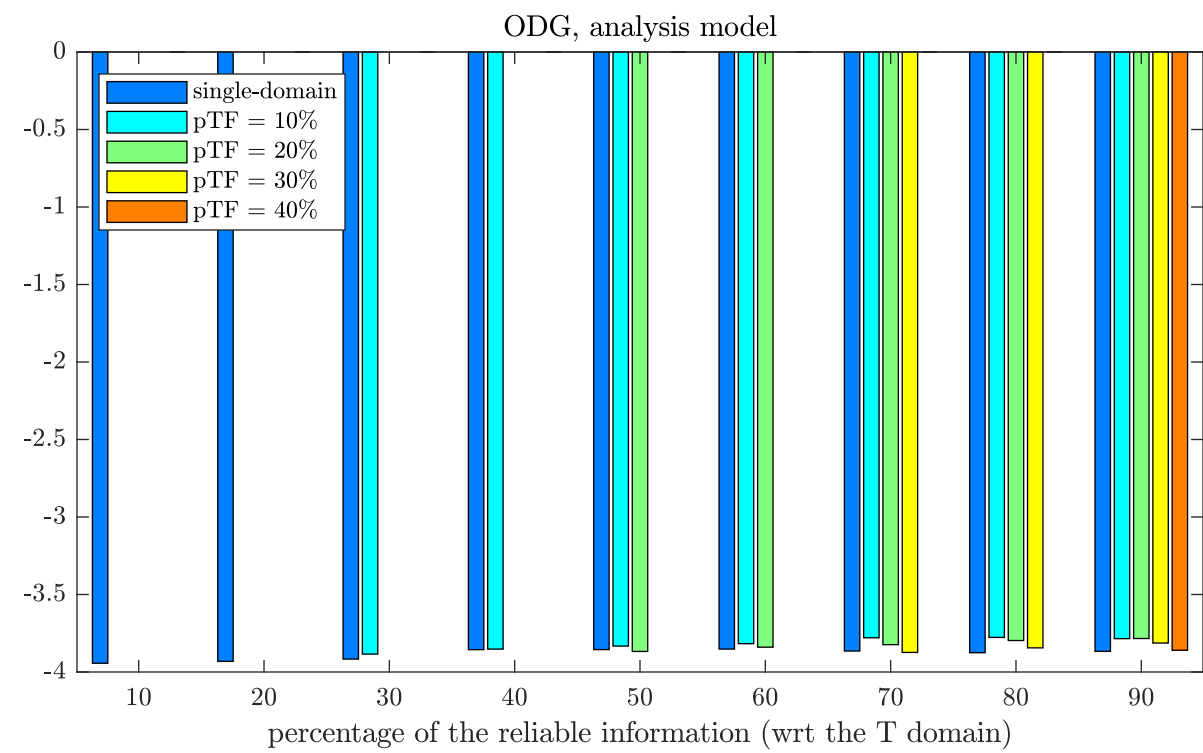 ODG, analysis model
0
-0.5
-1
-1.5
-2
-2.5
-3
-3.5
-4
single-domain
pTF = 10%
pTF = 20%
pTF = 30%
pTF = 40%
10 20 30 40 50 60 70 80 90
percentage of the reliable information (wrt the T domain)